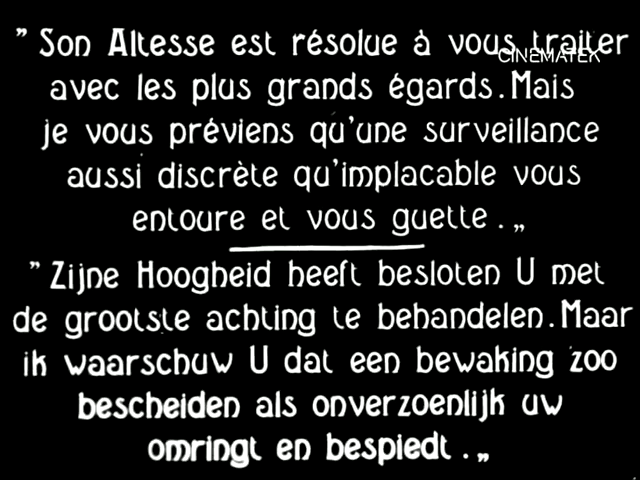 ” Son Altesse est résolue à vous traiter
CINEMATEK
avec les plus grands égards. Mais
je vous préviens qu'une surveillance
aussi discrète qu'implacable vous
entoure et vous guette. „
” Zijne Hoogheid heeft besloten U met
de grootste achting te behandelen. Maar
ik waarschuw U dat een bewaking zoo
bescheiden als onverzoenlijk uw
omringt en bespiedt. „